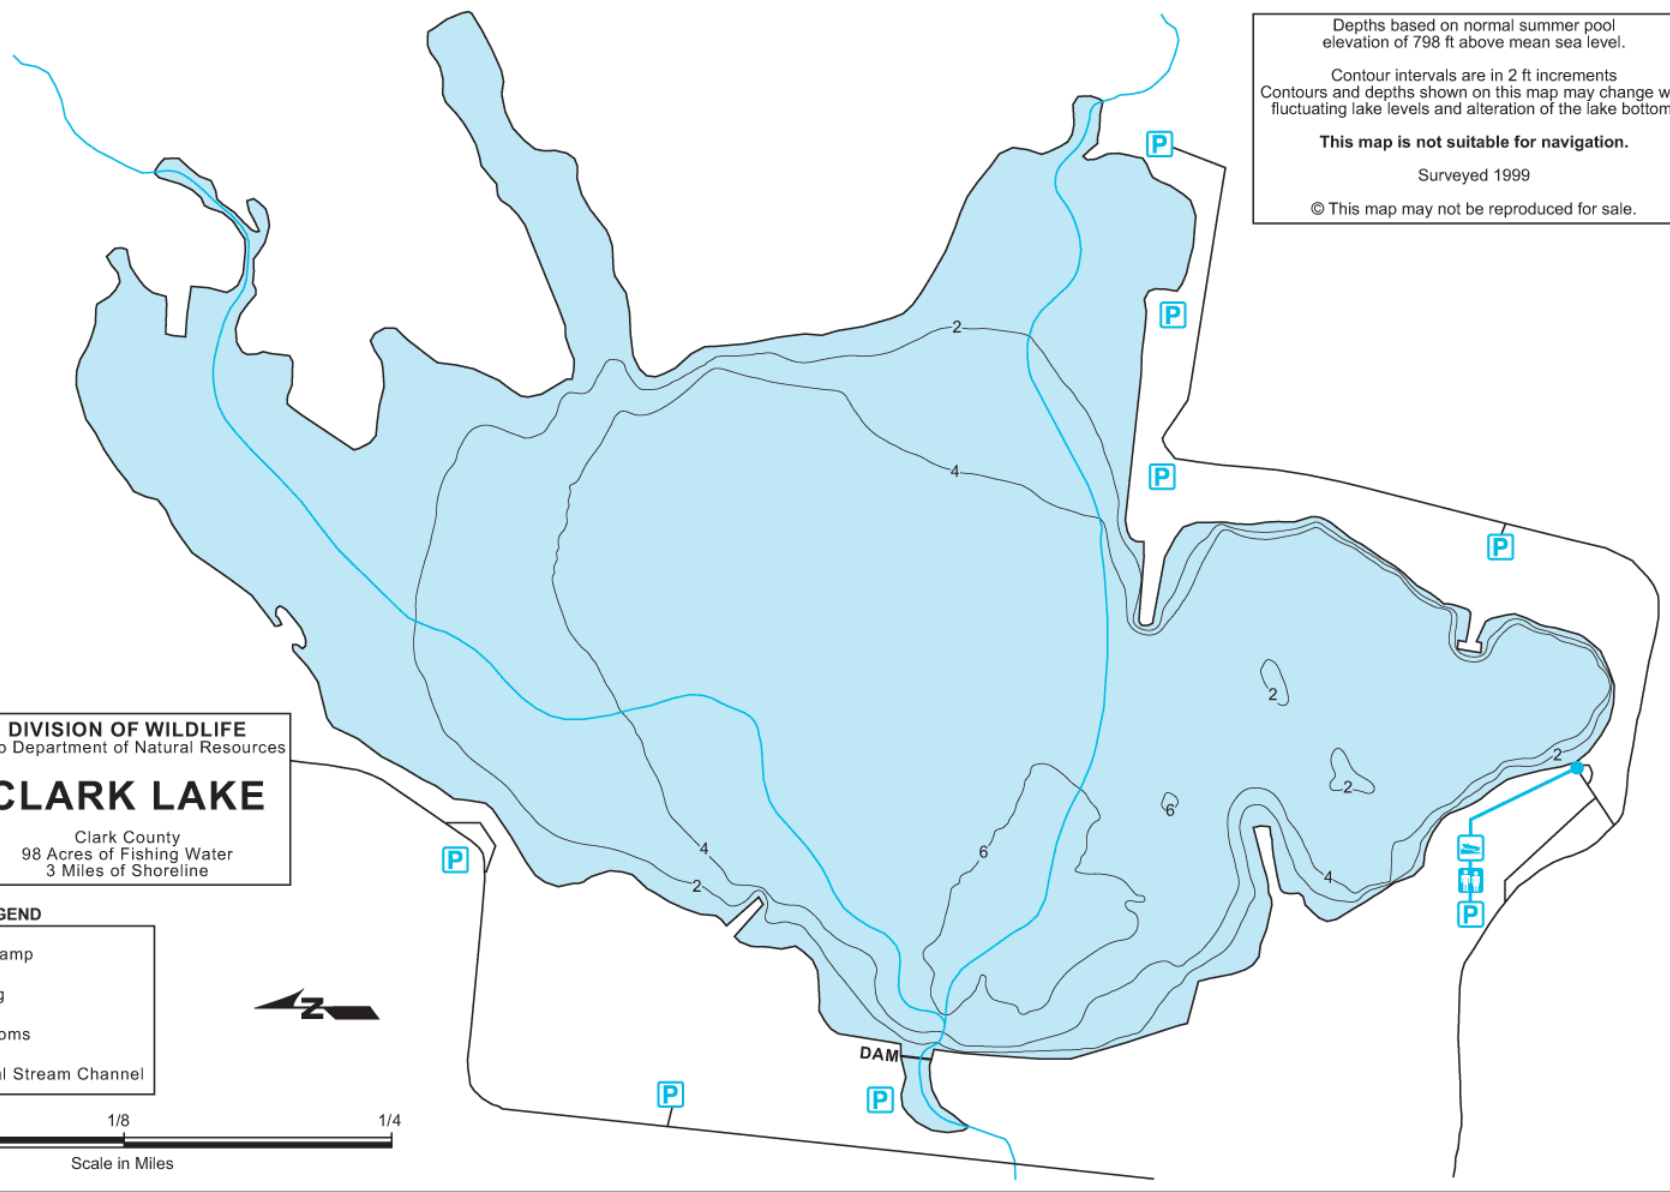 Depths based on normal summer pool
elevation of 798 ft above mean sea level.
Contour intervals are in 2 ft increments
Contours and depths shown on this map may change
fluctuating lake levels and alteration of the lake bottom
This map is not suitable for navigation.
Surveyed 1999
© This map may not be reproduced for sale.
P
P
P
P
2
4
2
2
2
6
6
4
4
2
P
P
P
P
DAM
DIVISION OF WILDLIFE
Department of Natural Resources
CLARK LAKE
Clark County
98 Acres of Fishing Water
3 Miles of Shoreline
N
Stream Channel
1/8
1/4
Scale in Miles